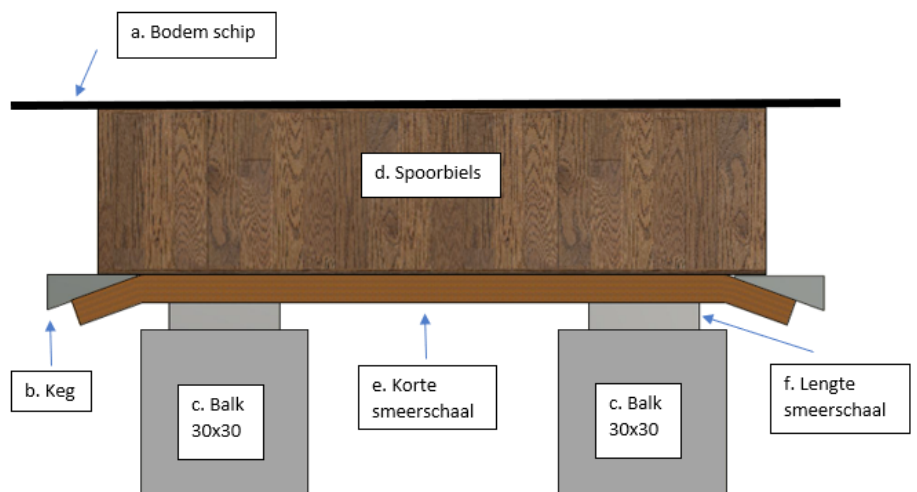 a. Bodem schip
d. Spoorbiels
b. Keg
c. Balk
30x30
e. Korte
smeerschaal
c. Balk
30x30
f. Lengte
smeerschaal